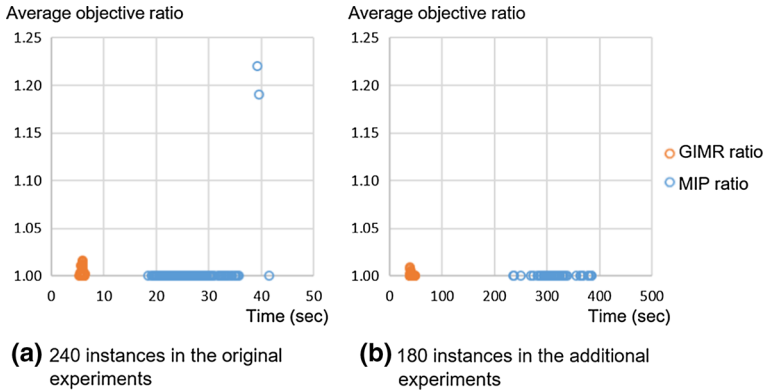 Average objective ratio
1.25
1.20
1.15
1.10
1.05
1.00
0 10 20 30 40 50
Time (sec)
(a) 240 instances in the original
experiments
Average objective ratio
1.25
1.20
1.15
1.10
1.05
1.00
0 100 200 300 400 500
Time (sec)
(b) 180 instances in the additional
experiments
GIMR ratio
MIP ratio